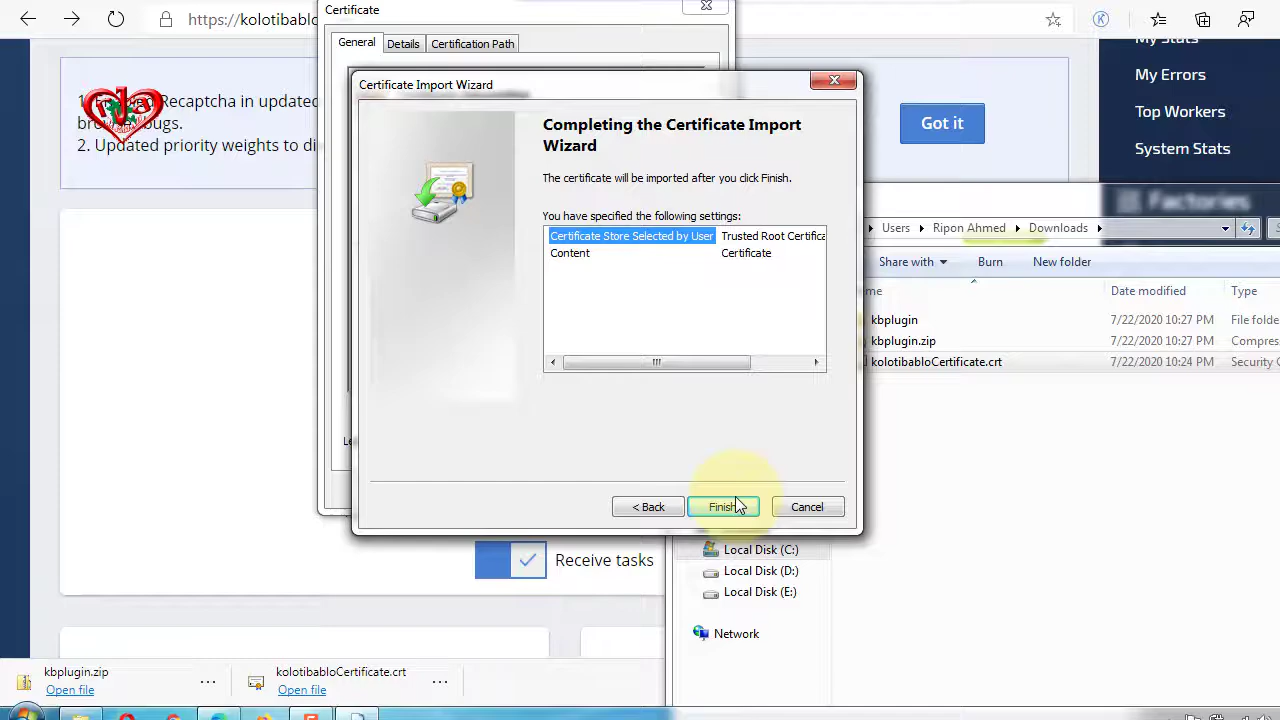 https://kolotibablo
Certificate
General
Details
Certification Path
Certificate Import Wizard
Completing the Certificate Import
Wizard
The certificate will be imported after you click Finish.
You have specified the following settings:
Certificate Store Selected by User Trusted Root Certifica
Content Certificate
< Back
Finish
Cancel
Recaptcha in updated
bugs.
2. Updated priority weights to di
Got it
My Stats
My Errors
Top Workers
System Stats
Factories
Users
Ripon Ahmed
Downloads
Share with
Burn
New folder
Date modified
Type
kbplugin 7/22/2020 10:27 PM File folde
kbplugin.zip 7/22/2020 10:27 PM Compres
kolotibabloCertificate.crt 7/22/2020 10:24 PM Security C
Local Disk (C:)
Local Disk (D:)
Local Disk (E:)
Network
Receive tasks
kbplugin.zip
Open file
kolotibabloCertificate.crt
Open file